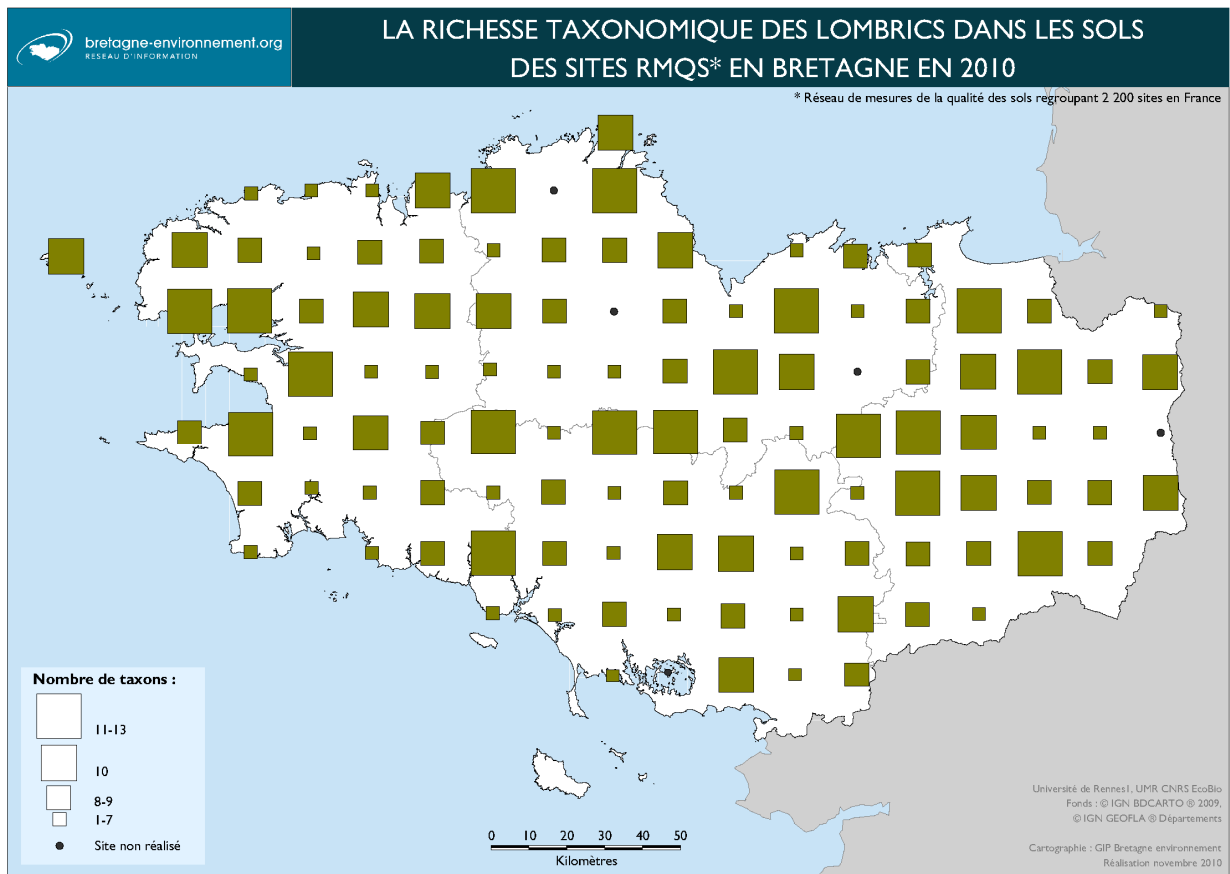 bretagne-environnement.org
RESEAU D'INFORMATION
LA RICHESSE TAXONOMIQUE DES LOMBRICS DANS LES SOLS
DES SITES RMQS* EN BRETAGNE EN 2010
* Réseau de mesures de la qualité des sols regroupant 2 200 sites en France
Nombre de taxons :
11-13
10
8-9
1-7
Site non réalisé
0 10 20 30 40 50
Kilomètres
Université de Rennes1, UMR CNRS EcoBio
Fonds : © IGN BDCARTO ® 2009,
© IGN GEOFLA ® Départements
Cartographie : GIP Bretagne environnement
Réalisation novembre 2010